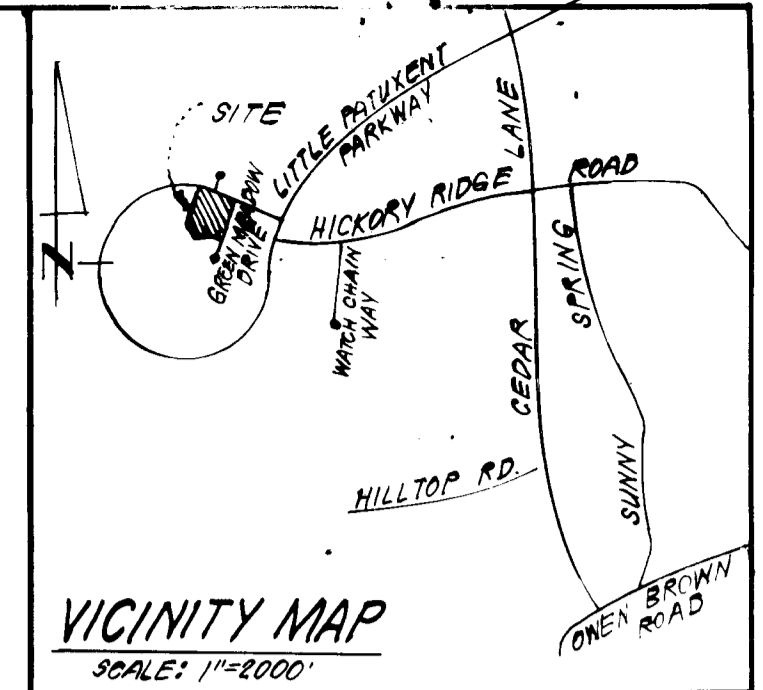 SITE
LITTLE PATUXENT
PARKWAY
LANE
ROAD
HICKORY RIDGE
GREEN MEADOW
DRIVE
WATCH CHAIN
WAY
SPRING
CEDAR
SUNNY
HILLTOP RD.
OWEN BROWN
ROAD
N
VICINITY MAP
SCALE: 1"=2000'